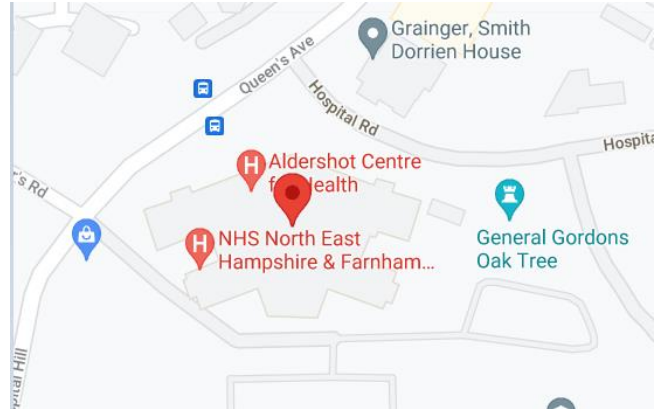 Grainger, Smith
Dorrien House
Queen's Ave
Hospital Rd
Hospita
Aldershot Centre
f Health
's Rd
NHS North East
Hampshire & Farnham...
General Gordons
Oak Tree
pital Hill